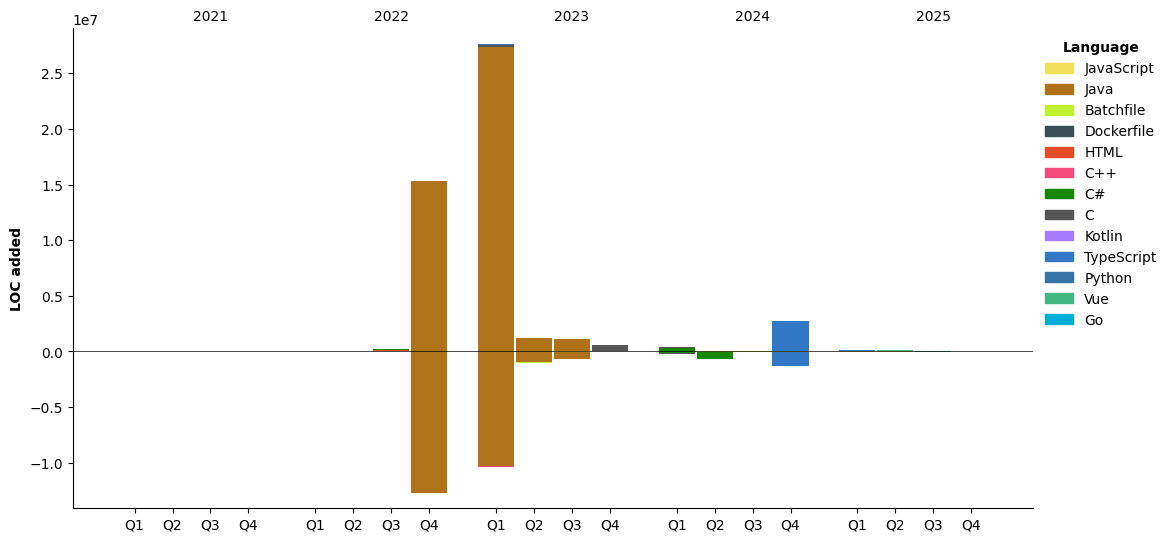 1e7
2021 2022 2023 2024 2025
LOC added
2.5
2.0
1.5
1.0
0.5
0.0
−0.5
−1.0
Q1 Q2 Q3 Q4 Q1 Q2 Q3 Q4 Q1 Q2 Q3 Q4 Q1 Q2 Q3 Q4 Q1 Q2 Q3 Q4
Language
JavaScript
Java
Batchfile
Dockerfile
HTML
C++
C#
C
Kotlin
TypeScript
Python
Vue
Go